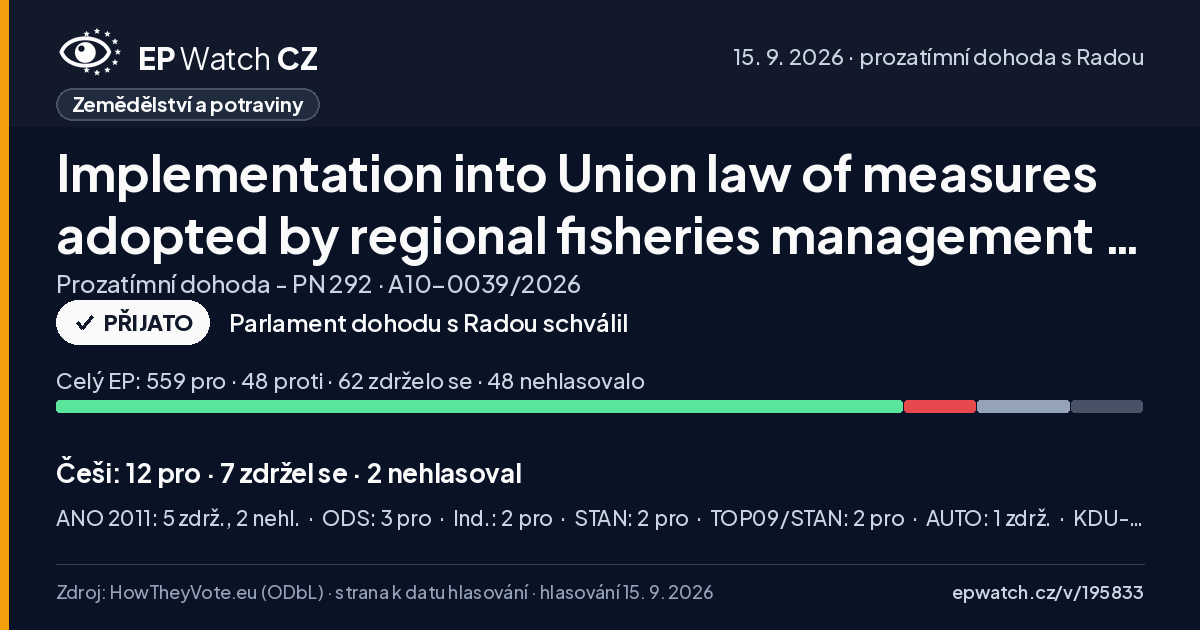 EP Watch CZ
15. 9. 2026 · prozatímní dohoda s Radou
Zemědělství a potraviny
Implementation into Union law of measures
adopted by regional fisheries management …
Prozatímní dohoda - PN 292 · A10–0039/2026
✓ PŘIJATO Parlament dohodu s Radou schválil
Celý EP: 559 pro · 48 proti · 62 zdrželo se · 48 nehlasovalo
Češi: 12 pro · 7 zdržel se · 2 nehlasoval
ANO 2011: 5 zdrž., 2 nehl. · ODS: 3 pro · Ind.: 2 pro · STAN: 2 pro · TOP09/STAN: 2 pro · AUTO: 1 zdrž. · KDU-…
Zdroj: HowTheyVote.eu (ODbL) · strana k datu hlasování · hlasování 15. 9. 2026
epwatch.cz/v/195833